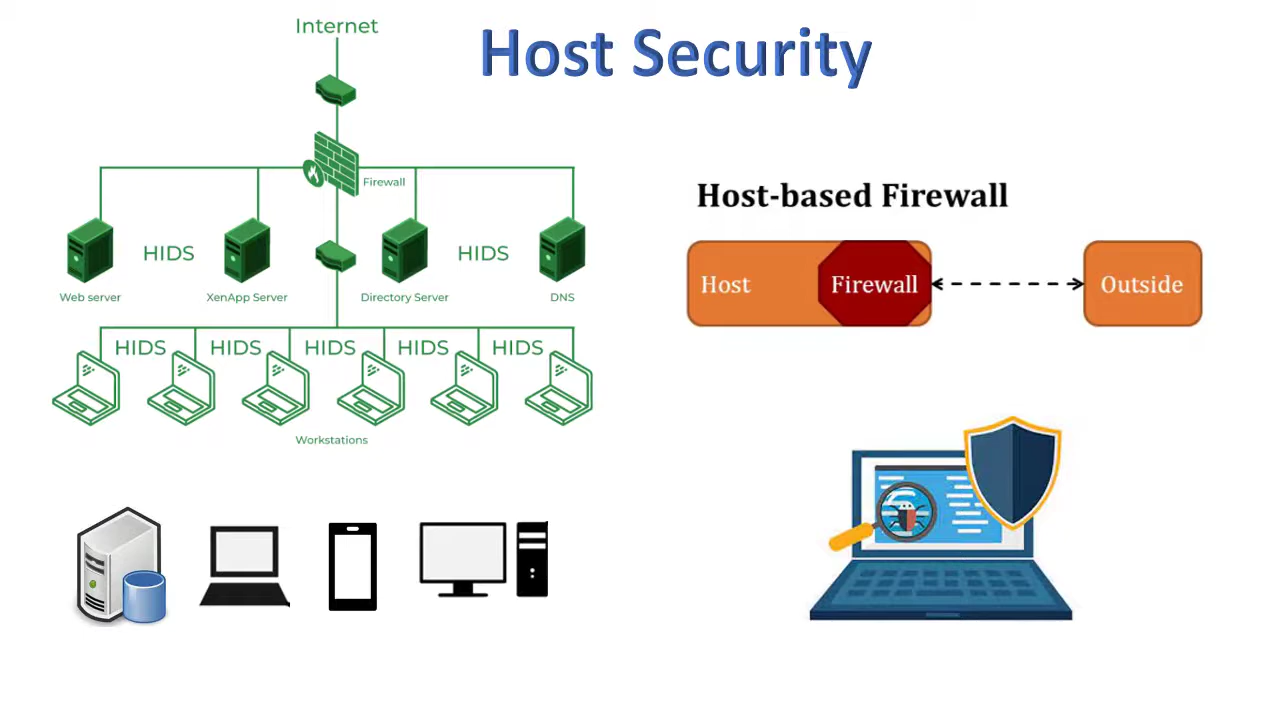 Internet
Host Security
Firewall
Host-based Firewall
HIDS
HIDS
Host
Firewall
Outside
Web server
XenApp Server
Directory Server
DNS
HIDS
HIDS
HIDS
HIDS
HIDS
Workstations